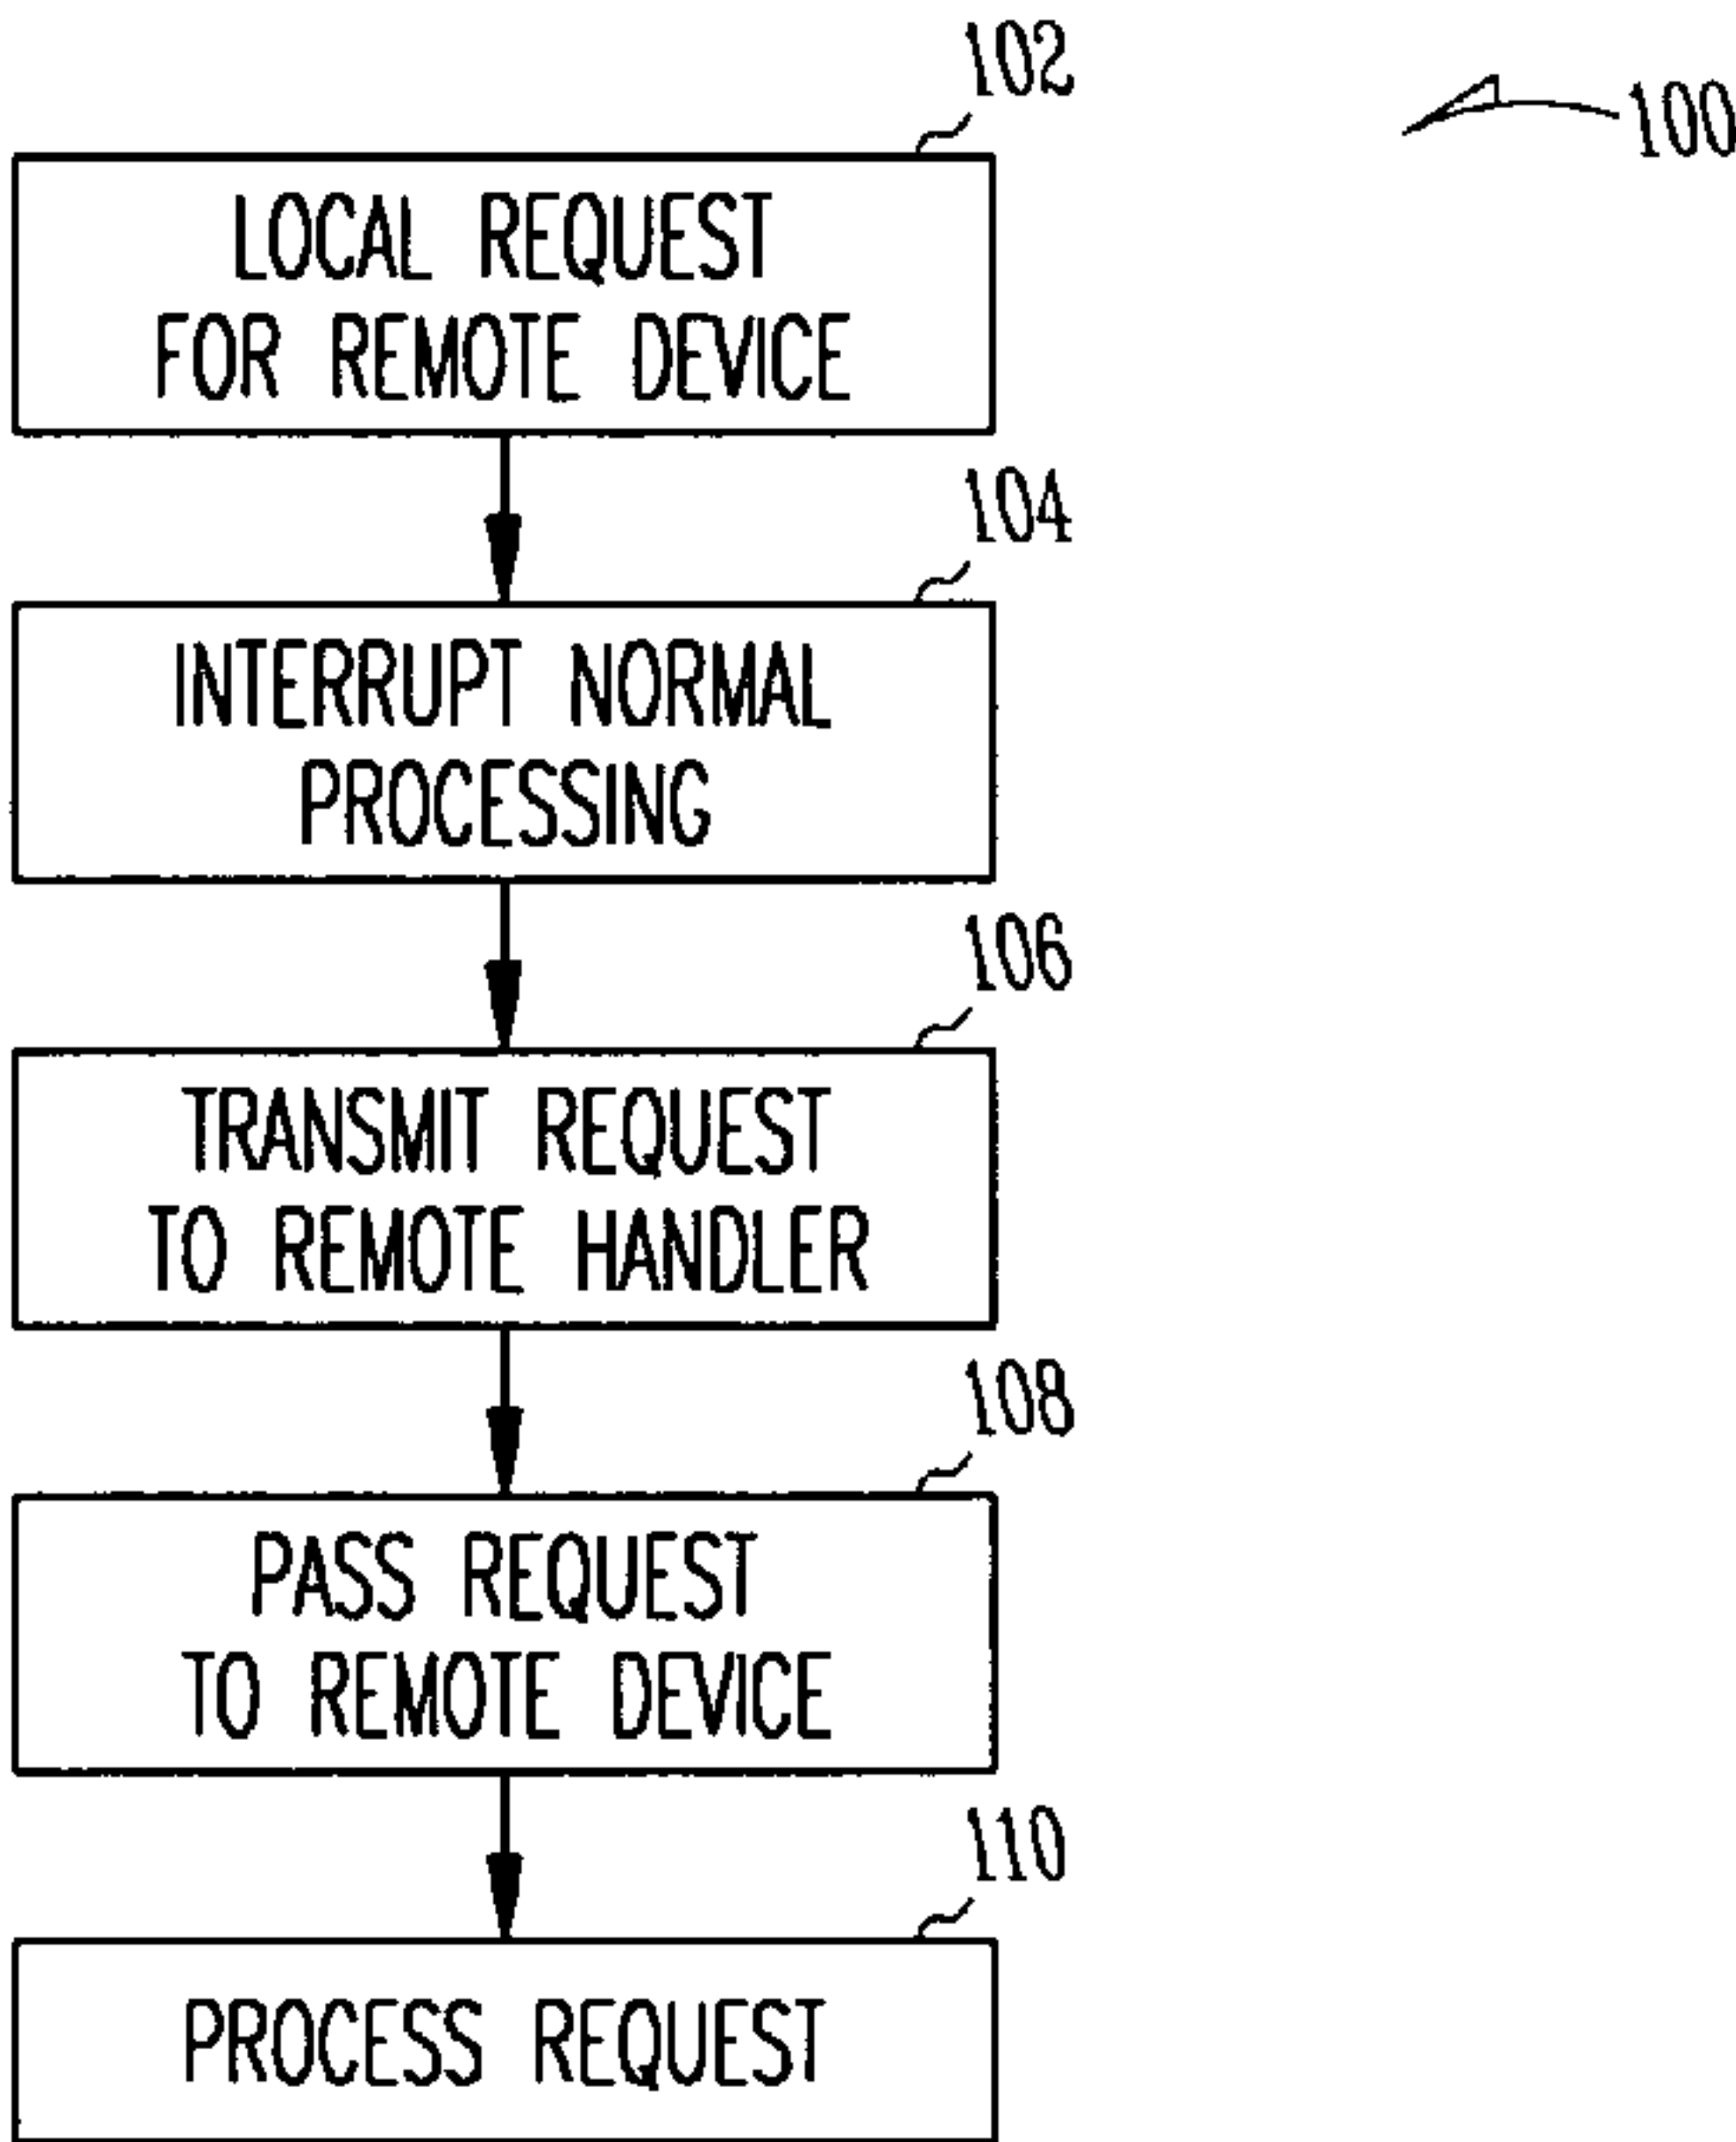 102
100
LOCAL REQUEST
FOR REMOTE DEVICE
104
INTERRUPT NORMAL
PROCESSING
106
TRANSMIT REQUEST
TO REMOTE HANDLER
108
PASS REQUEST
TO REMOTE DEVICE
110
PROCESS REQUEST